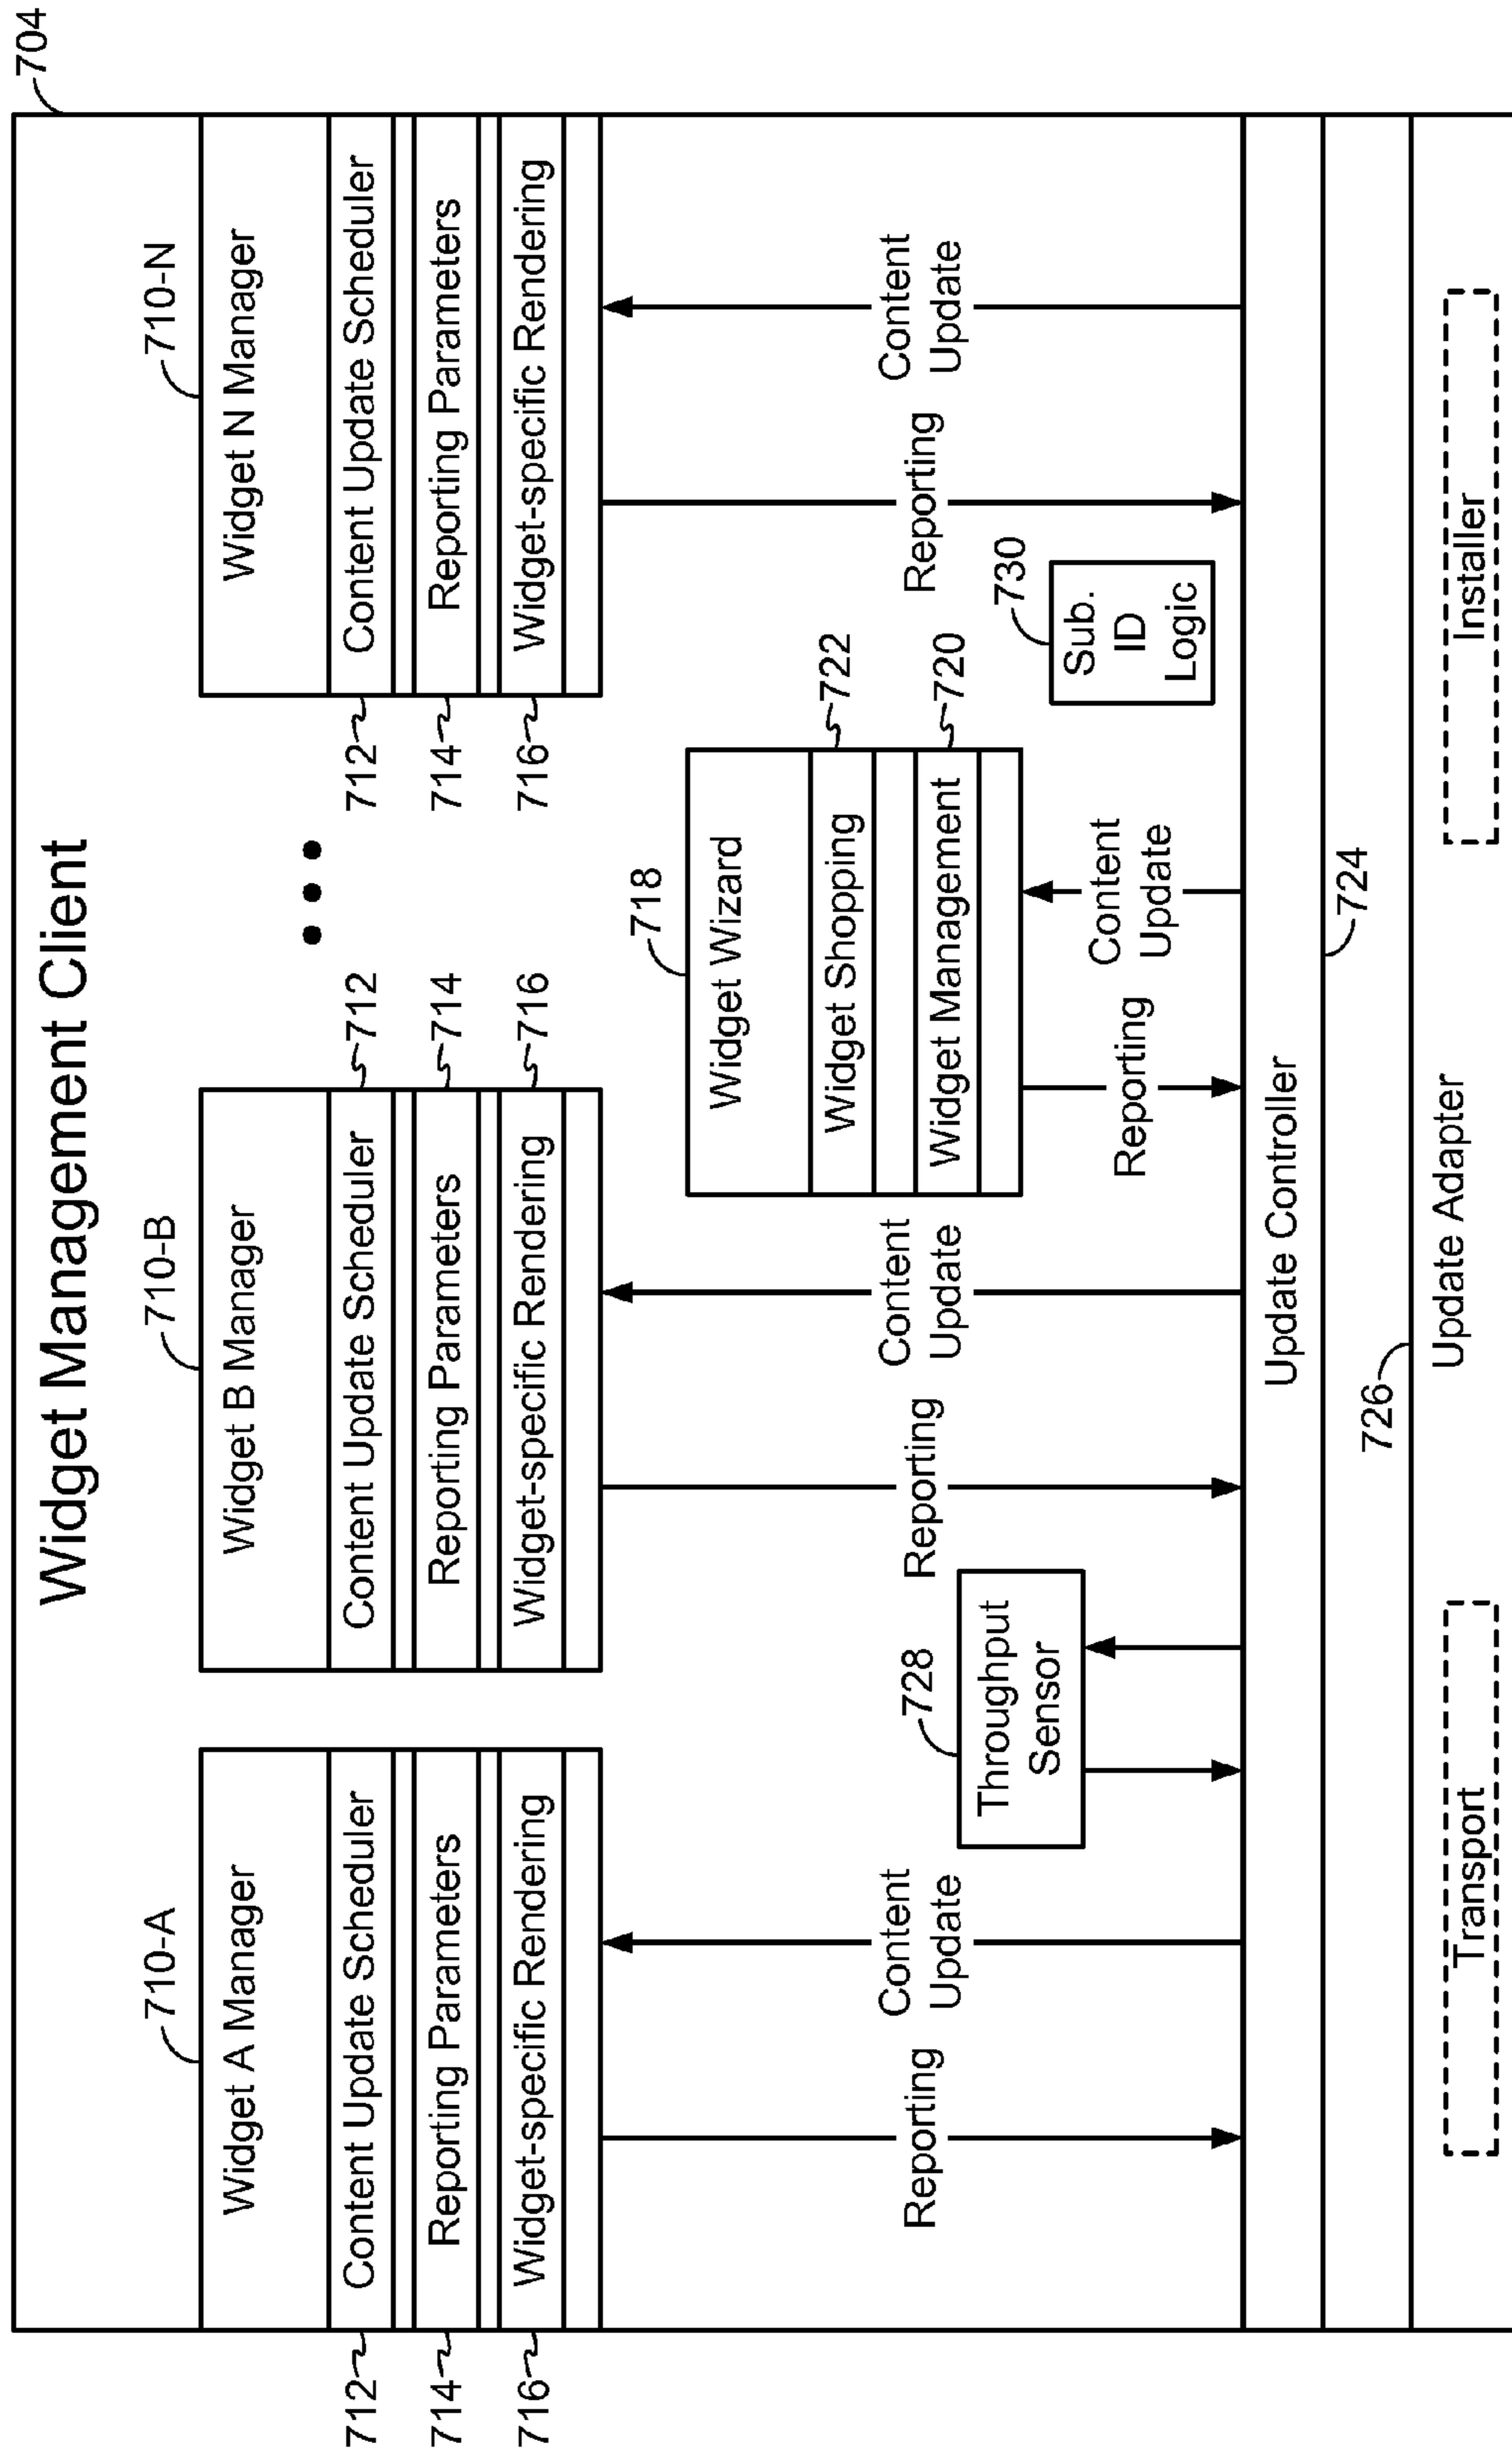 Widget Management Client
704
710-A
Widget A Manager
712
Content Update Scheduler
714
Reporting Parameters
716
Widget-specific Rendering
710-B
Widget B Manager
Content Update Scheduler
712
Reporting Parameters
714
Widget-specific Rendering
716
710-N
Widget N Manager
712
Content Update Scheduler
714
Reporting Parameters
716
Widget-specific Rendering
718
Widget Wizard
Widget Shopping
722
Widget Management
720
Reporting
Content
Update
728
Throughput
Sensor
Reporting
Content
Update
Reporting
Content
Update
Reporting
Content
Update
730
Sub.
ID
Logic
Update Controller
724
726
Update Adapter
Transport
Installer